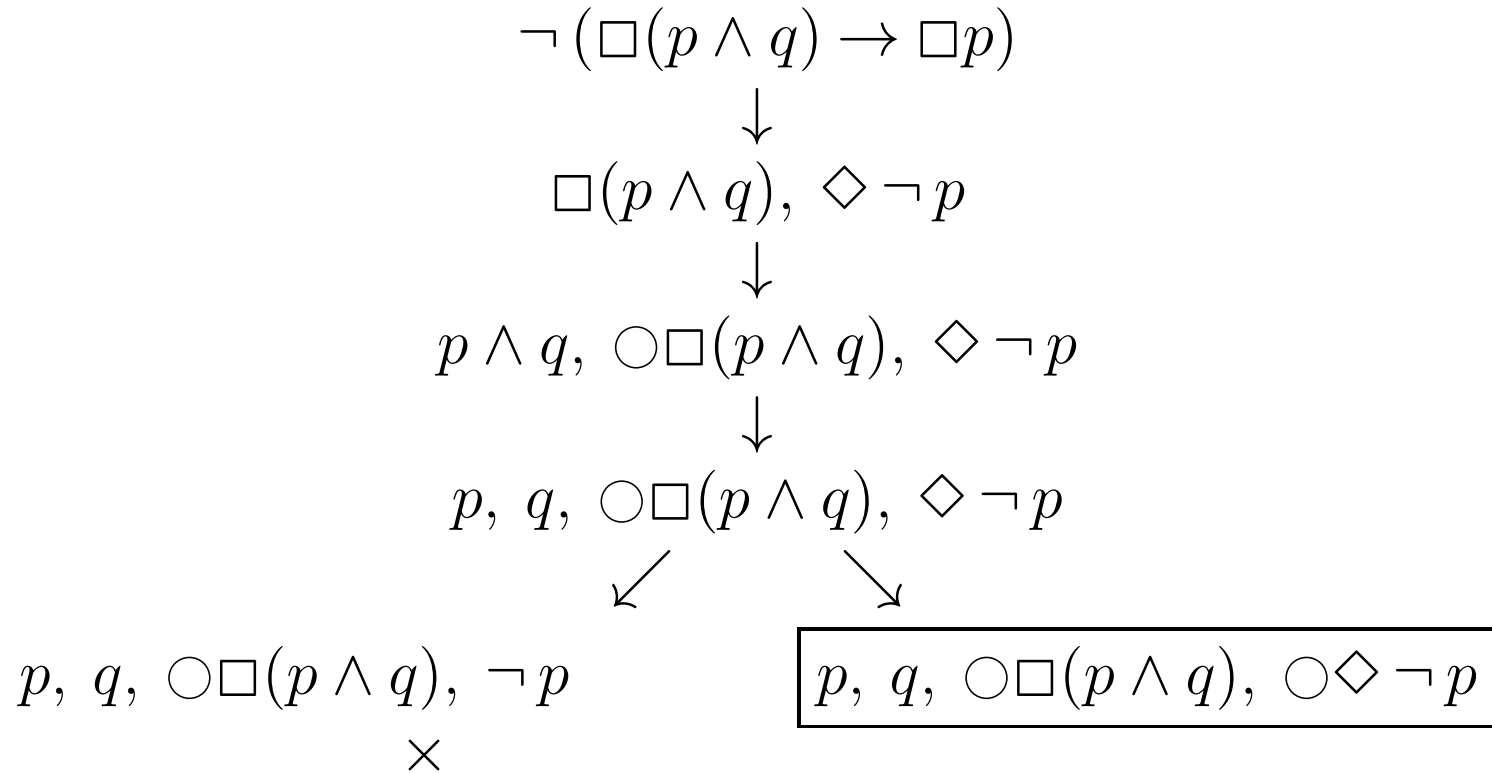 ¬ (□(p ∧ q) → □p)
↓
□(p ∧ q), ◇ ¬ p
↓
p ∧ q, ○□(p ∧ q), ◇ ¬ p
↓
p, q, ○□(p ∧ q), ◇ ¬ p
↙ ↘
p, q, ○□(p ∧ q), ¬ p
p, q, ○□(p ∧ q), ○◇ ¬ p
×